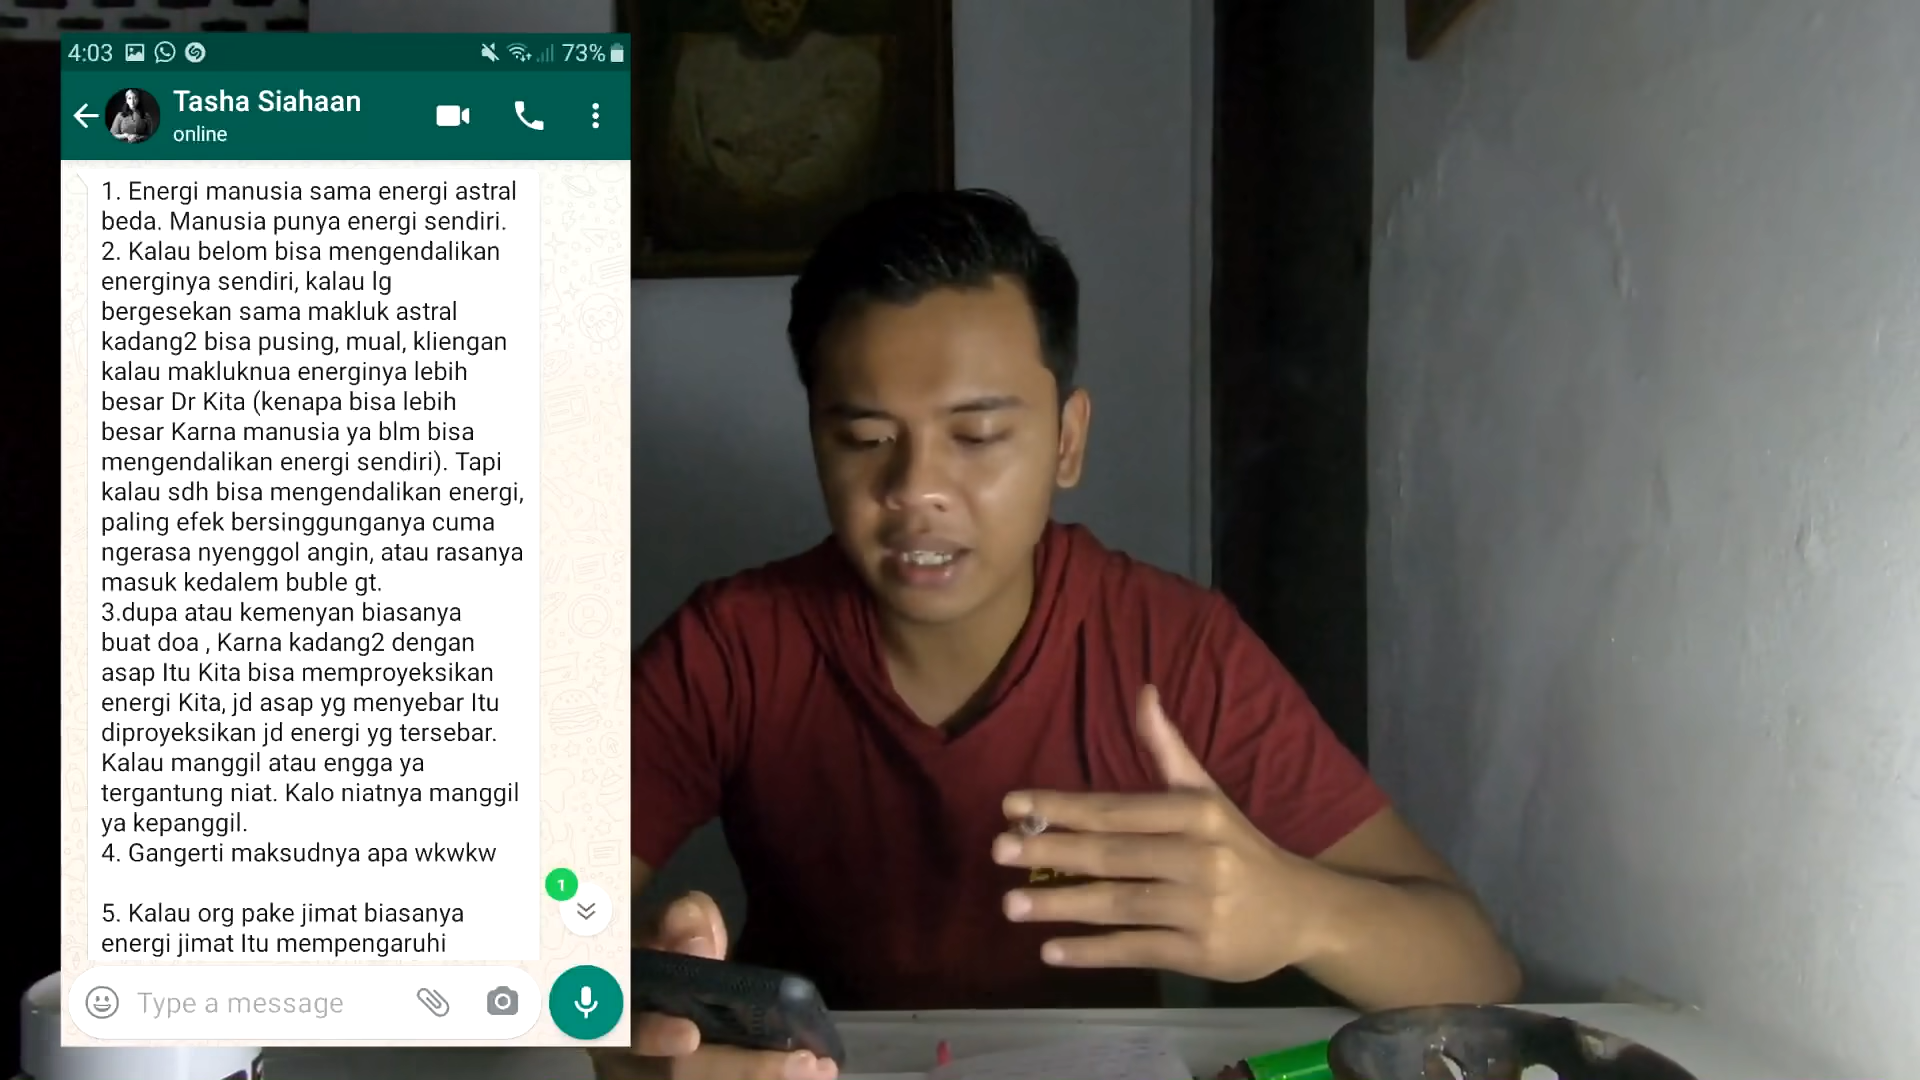 4:03
73%
Tasha Siahaan
online
1. Energi manusia sama energi astral
beda. Manusia punya energi sendiri.
2. Kalau belom bisa mengendalikan
energinya sendiri, kalau lg
bergesekan sama makluk astral
kadang2 bisa pusing, mual, kliengan
kalau makluknua energinya lebih
besar Dr Kita (kenapa bisa lebih
besar Karna manusia ya blm bisa
mengendalikan energi sendiri). Tapi
kalau sdh bisa mengendalikan energi,
paling efek bersinggunganya cuma
ngerasa nyenggol angin, atau rasanya
masuk kedalem buble gt.
3.dupa atau kemenyan biasanya
buat doa , Karna kadang2 dengan
asap Itu Kita bisa memproyeksikan
energi Kita, jd asap yg menyebar Itu
diproyeksikan jd energi yg tersebar.
Kalau manggil atau engga ya
tergantung niat. Kalo niatnya manggil
ya kepanggil.
4. Gangerti maksudnya apa wkwkw
1
5. Kalau org pake jimat biasanya
energi jimat Itu mempengaruhi
Type a message